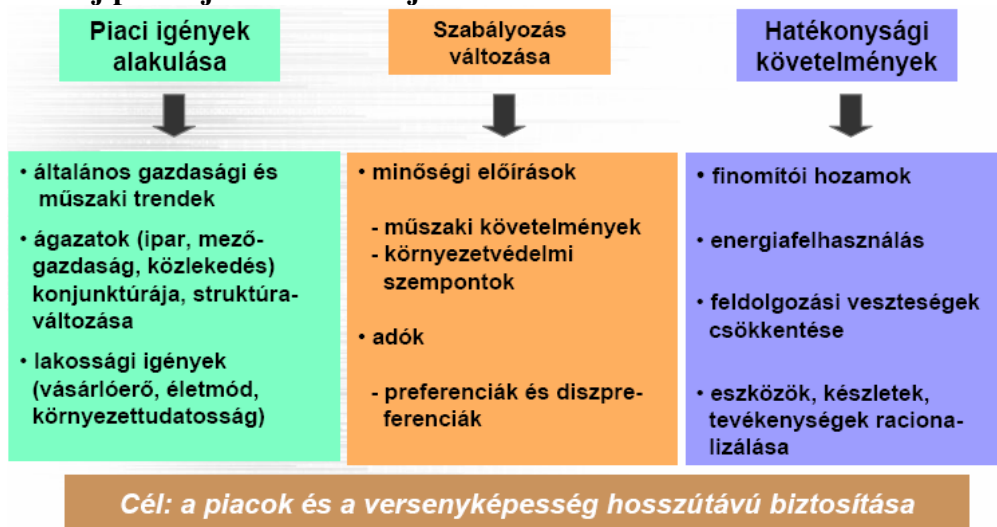 Piaci igények
alakulása
• általános gazdasági és
műszaki trendek
• ágazatok (ipar, mező-
gazdaság, közlekedés)
konjunktúrája, struktúra-
változása
• lakossági igények
(vásárlóerő, életmód,
környezettudatosság)
Szabályozás
változása
• minőségi előírások
- műszaki követelmények
- környezetvédelmi
szempontok
• adók
- preferenciák és diszpre-
ferenciák
Hatékonysági
követelmények
• finomítói hozamok
• energiafelhasználás
• feldolgozási veszteségek
csökkentése
• eszközök, készletek,
tevékenységek raciona-
lizálása
Cél: a piacok és a versenyképesség hosszútávú biztosítása